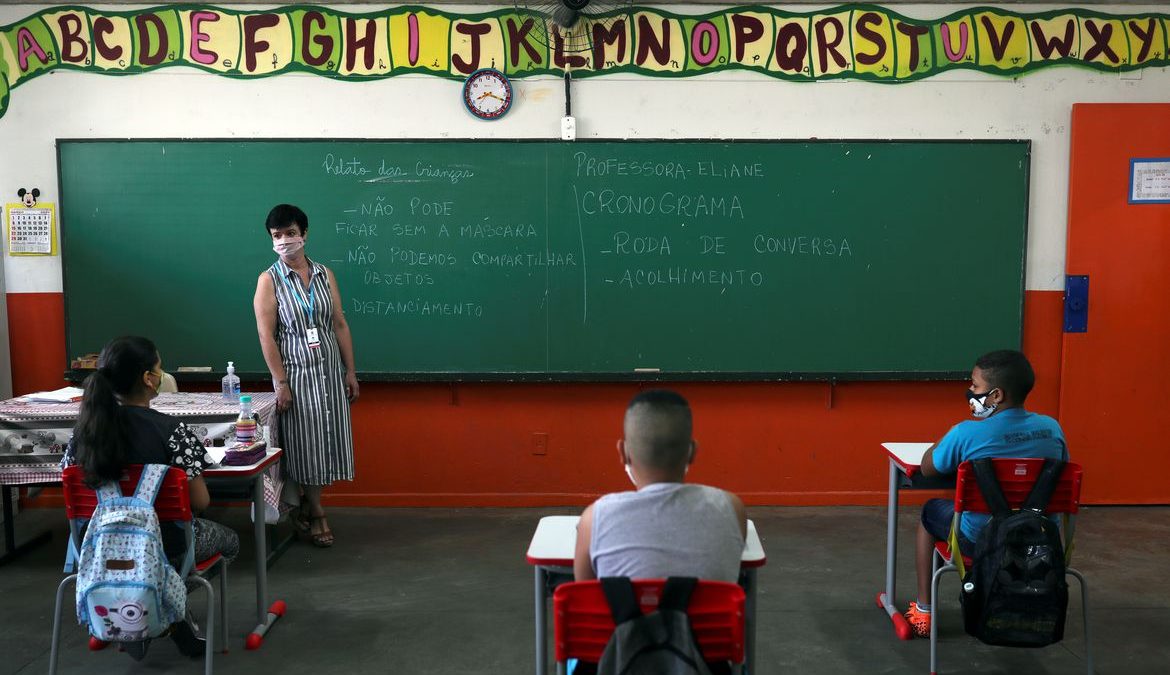 ABCDEFGHIJKLMNOPQRSTUVWXY
Relato das Crianças
- NÃO PODE
FICAR SEM A MÁSCARA
- NÃO PODEMOS COMPARTILHAR
OBJETOS
DISTANCIAMENTO
PROFESSORA - ELIANE
CRONOGRAMA
- RODA DE CONVERSA
- ACOLHIMENTO